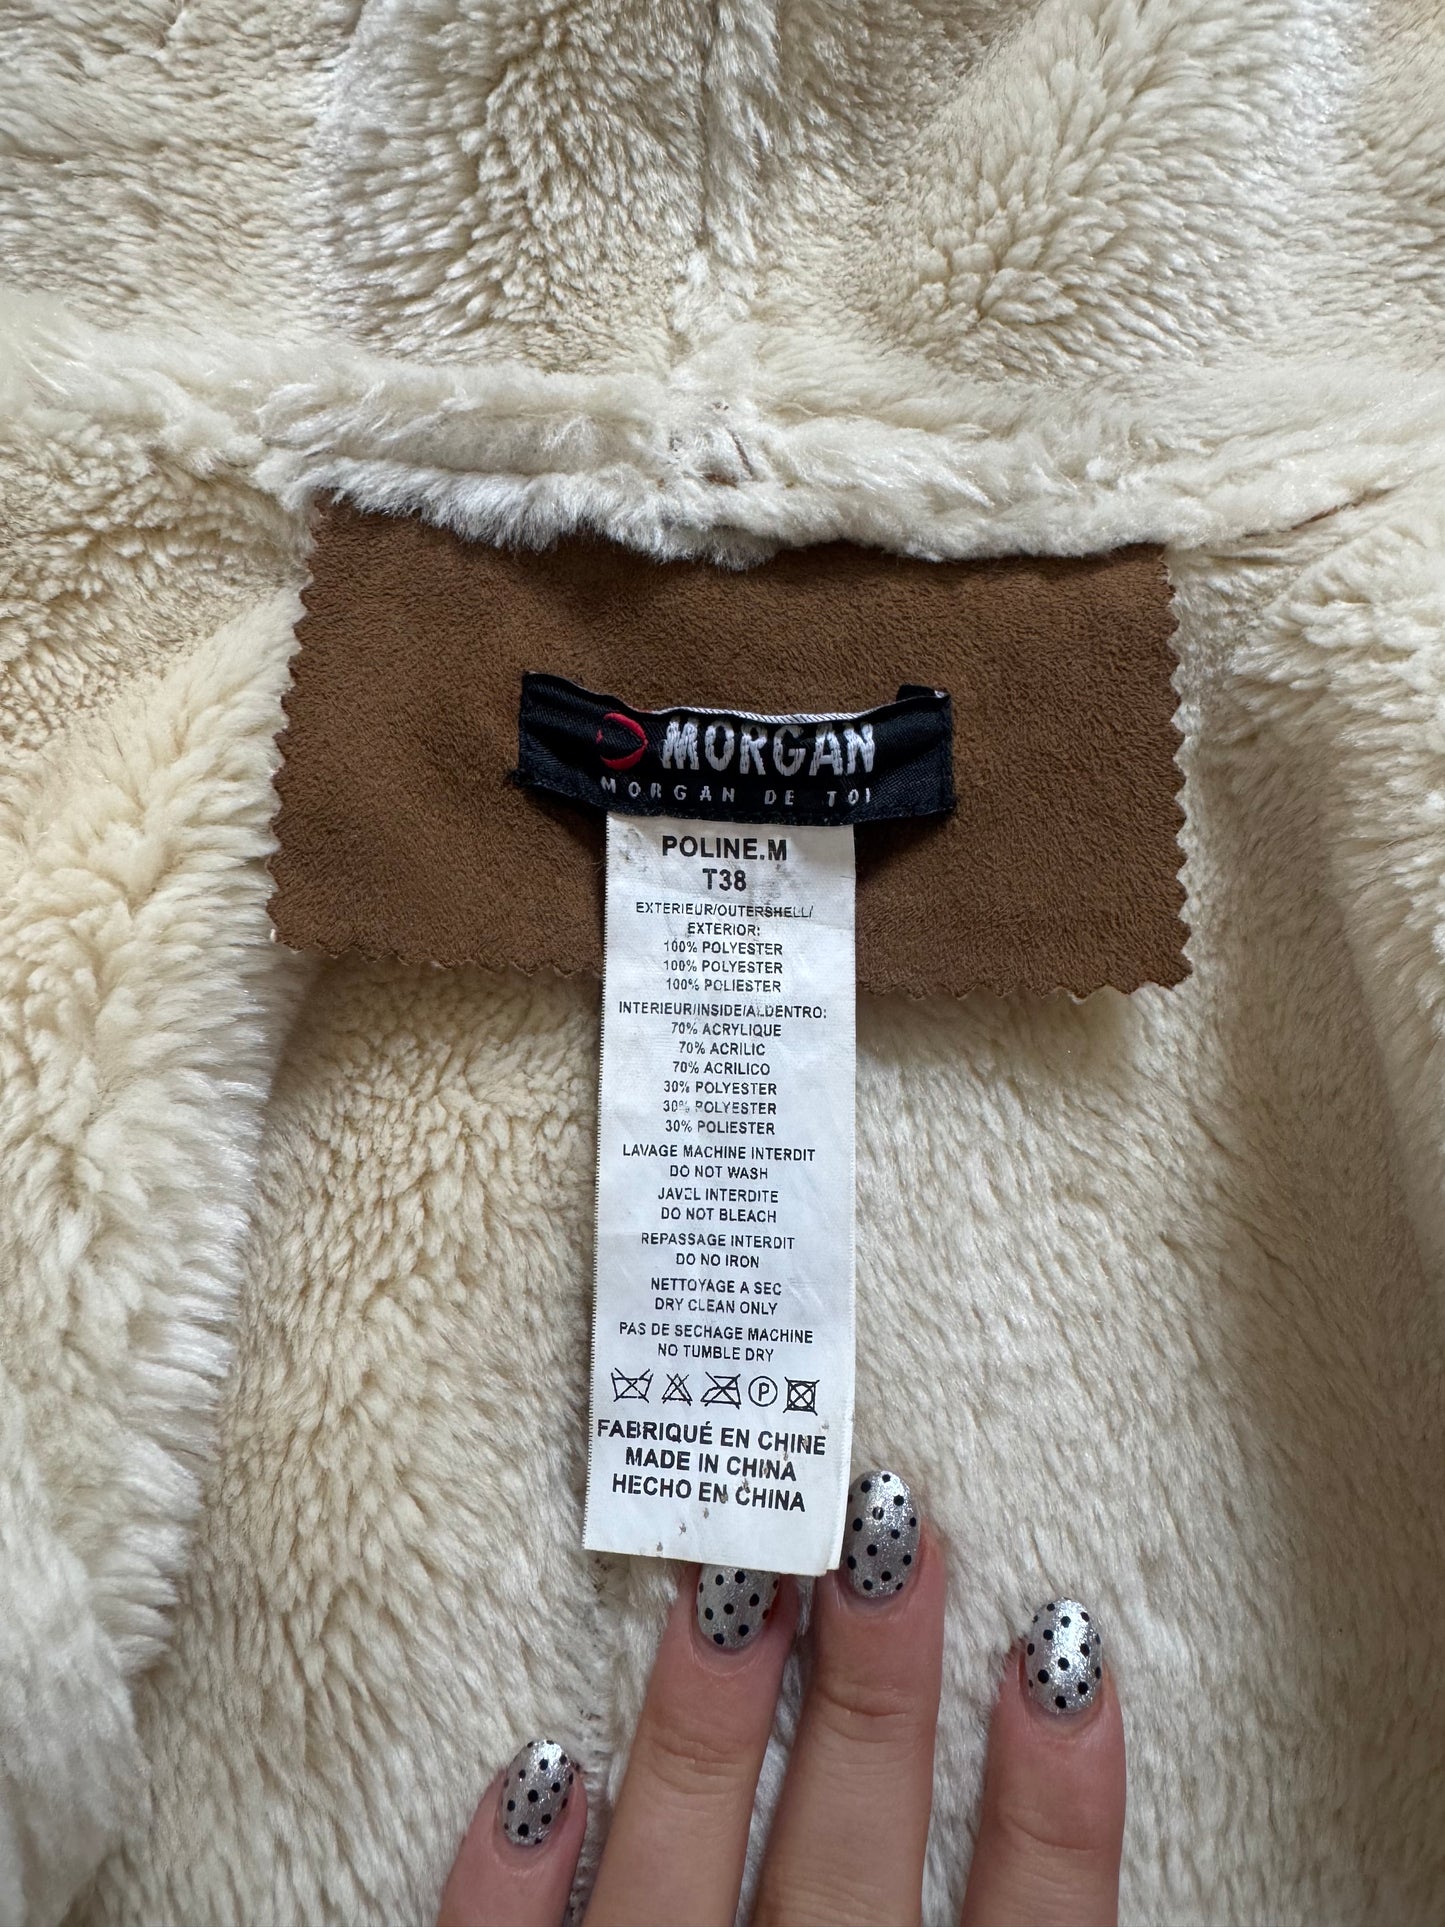 MORGAN
MORGAN DE TOI
POLINE.M
T38
EXTERIEUR/OUTERSHELL/
EXTERIOR:
100% POLYESTER
100% POLYESTER
100% POLIESTER
INTERIEUR/INSIDE/ALDENTRO:
70% ACRYLIQUE
70% ACRILIC
70% ACRILICO
30% POLYESTER
30% POLYESTER
30% POLIESTER
LAVAGE MACHINE INTERDIT
DO NOT WASH
JAVEL INTERDITE
DO NOT BLEACH
REPASSAGE INTERDIT
DO NO IRON
NETTOYAGE A SEC
DRY CLEAN ONLY
PAS DE SECHAGE MACHINE
NO TUMBLE DRY
P
FABRIQUÉ EN CHINE
MADE IN CHINA
HECHO EN CHINA